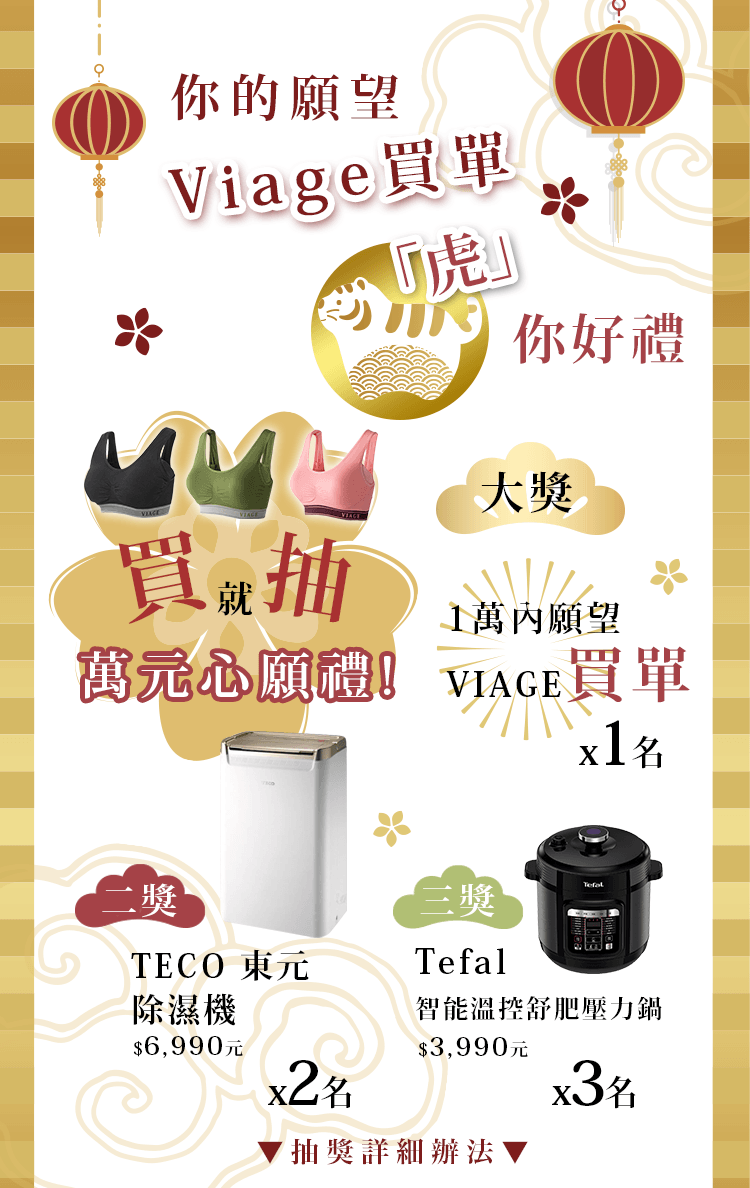 你的願望
Viage買單
「虎」
你好禮
VIAGE
VIAGE
VIAGE
買就抽
萬元心願禮!
大獎
1萬內願望
VIAGE買單
x1名
TECO
二獎
TECO 東元
除濕機
$6,990元
x2名
Tefal
三獎
Tefal
智能溫控舒肥壓力鍋
$3,990元
x3名
▼抽獎詳細辦法▼